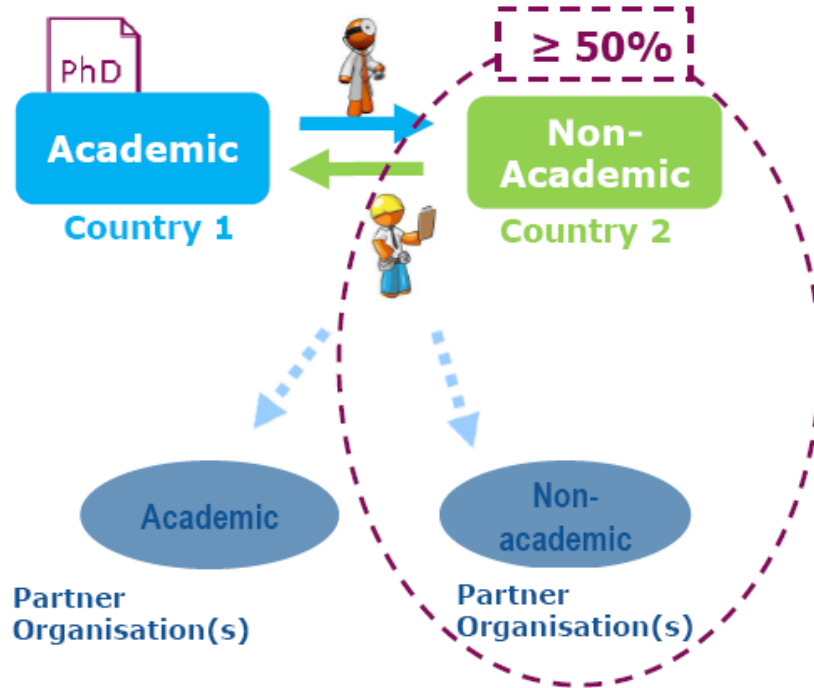 PhD
≥ 50%
Academic
Non-
Academic
Country 1
Country 2
Academic
Non-
academic
Partner
Organisation(s)
Partner
Organisation(s)